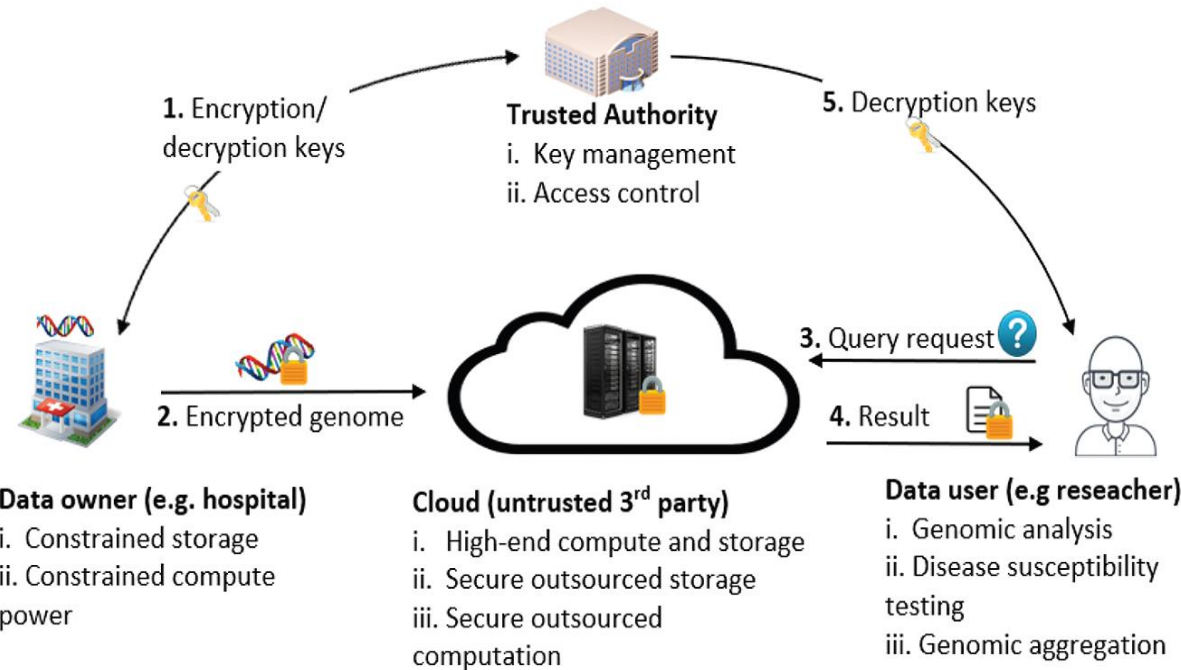 1. Encryption/
decryption keys
Trusted Authority
i. Key management
ii. Access control
5. Decryption keys
2. Encrypted genome
3. Query request
?
4. Result
Data owner (e.g. hospital)
i. Constrained storage
ii. Constrained compute
power
Cloud (untrusted 3rd party)
i. High-end compute and storage
ii. Secure outsourced storage
iii. Secure outsourced
computation
Data user (e.g reseacher)
i. Genomic analysis
ii. Disease susceptibility
testing
iii. Genomic aggregation